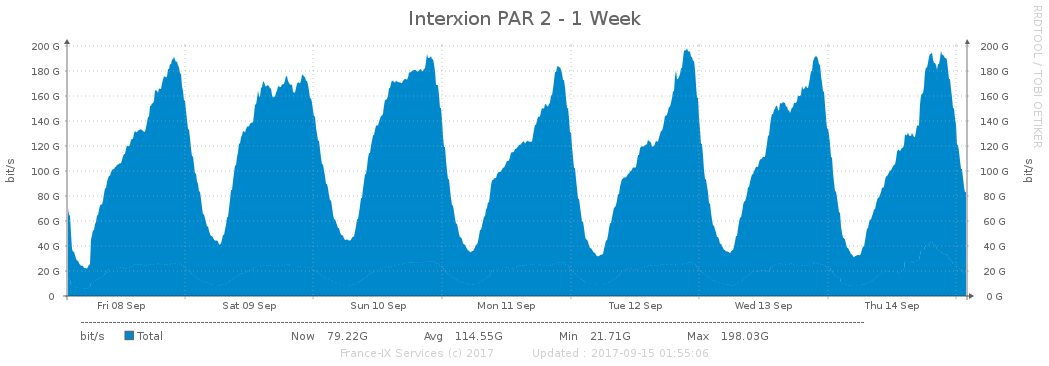 Interxion PAR 2 - 1 Week
RRDTOOL / TOBI OETIKER
200 G 200 G
180 G 180 G
160 G 160 G
140 G 140 G
120 G 120 G
100 G 100 G
80 G 80 G
60 G 60 G
40 G 40 G
20 G 20 G
0 0 G
bit/s bit/s
Fri 08 Sep Sat 09 Sep Sun 10 Sep Mon 11 Sep Tue 12 Sep Wed 13 Sep Thu 14 Sep
bit/s Total Now 79.22G Avg 114.55G Min 21.71G Max 198.03G
France-IX Services (c) 2017 Updated : 2017-09-15 01:55:06